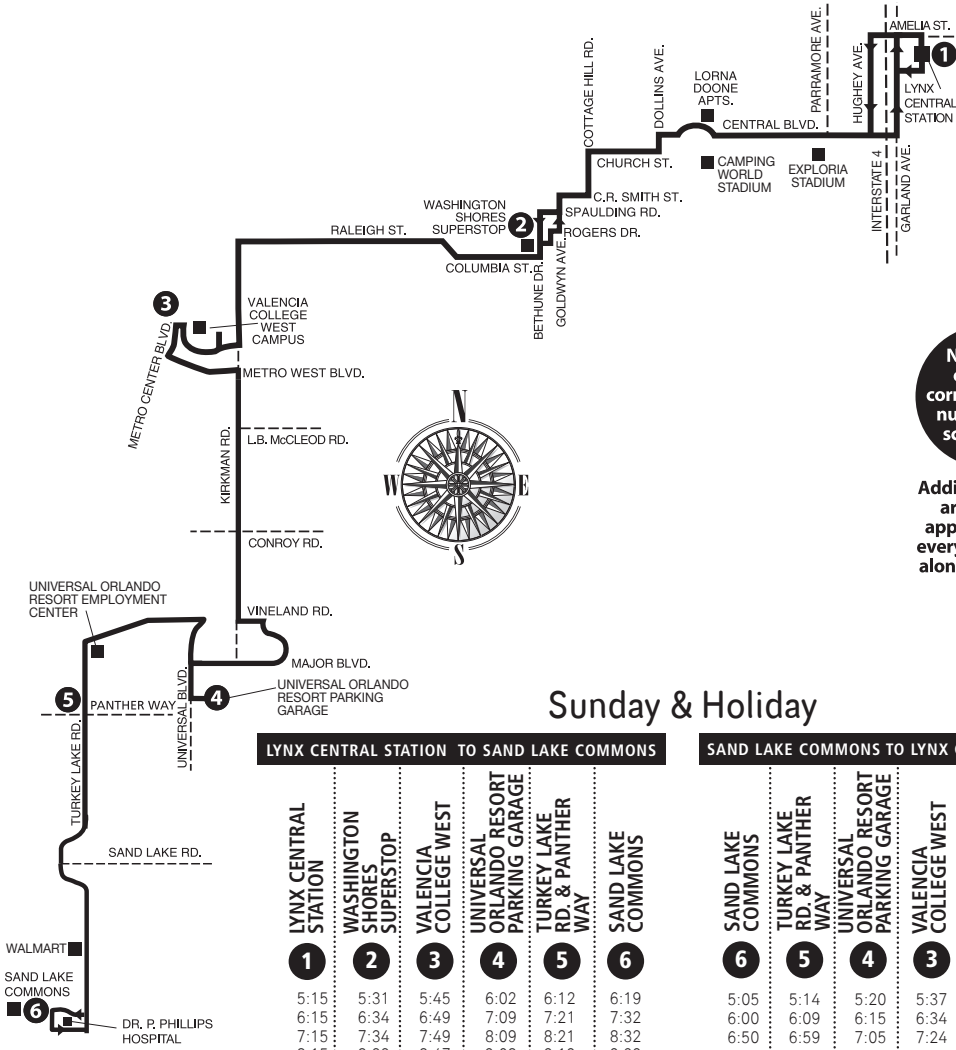 AMELIA ST.
1
LYNX
CENTRAL
STATION
HUGHEY AVE.
PARRAMORE AVE.
INTERSTATE 4
GARLAND AVE.
LORNA
DOONE
APTS.
CENTRAL BLVD.
COTTAGE HILL RD.
DOLLINS AVE.
CHURCH ST.
CAMPING
WORLD
STADIUM
EXPLORIA
STADIUM
C.R. SMITH ST.
SPAULDING RD.
ROGERS DR.
WASHINGTON
SHORES
SUPERSTOP
2
RALEIGH ST.
COLUMBIA ST.
BETHUNE DR.
GOLDWYN AVE.
3
VALENCIA
COLLEGE
WEST
CAMPUS
METRO CENTER BLVD.
METRO WEST BLVD.
L.B. McCLEOD RD.
KIRKMAN RD.
CONROY RD.
N
W
E
S
VINELAND RD.
UNIVERSAL ORLANDO
RESORT EMPLOYMENT
CENTER
MAJOR BLVD.
5
PANTHER WAY
UNIVERSAL BLVD.
4
UNIVERSAL ORLANDO
RESORT PARKING
GARAGE
TURKEY LAKE RD.
SAND LAKE RD.
WALMART
SAND LAKE
COMMONS
6
DR. P. PHILLIPS
HOSPITAL
Sunday & Holiday
LYNX CENTRAL STATION TO SAND LAKE COMMONS
LYNX CENTRAL
STATION
WASHINGTON
SHORES
SUPERSTOP
VALENCIA
COLLEGE WEST
UNIVERSAL
ORLANDO RESORT
PARKING GARAGE
TURKEY LAKE
RD. & PANTHER
WAY
SAND LAKE
COMMONS
1 2 3 4 5 6
5:15 5:31 5:45 6:02 6:12 6:19
6:15 6:34 6:49 7:09 7:21 7:32
7:15 7:34 7:49 8:09 8:21 8:32
SAND LAKE COMMONS TO LYNX
SAND LAKE
COMMONS
TURKEY LAKE
RD. & PANTHER
WAY
UNIVERSAL
ORLANDO RESORT
PARKING GARAGE
VALENCIA
COLLEGE WEST
6 5 4 3
5:05 5:14 5:20 5:37
6:00 6:09 6:15 6:34
6:50 6:59 7:05 7:24